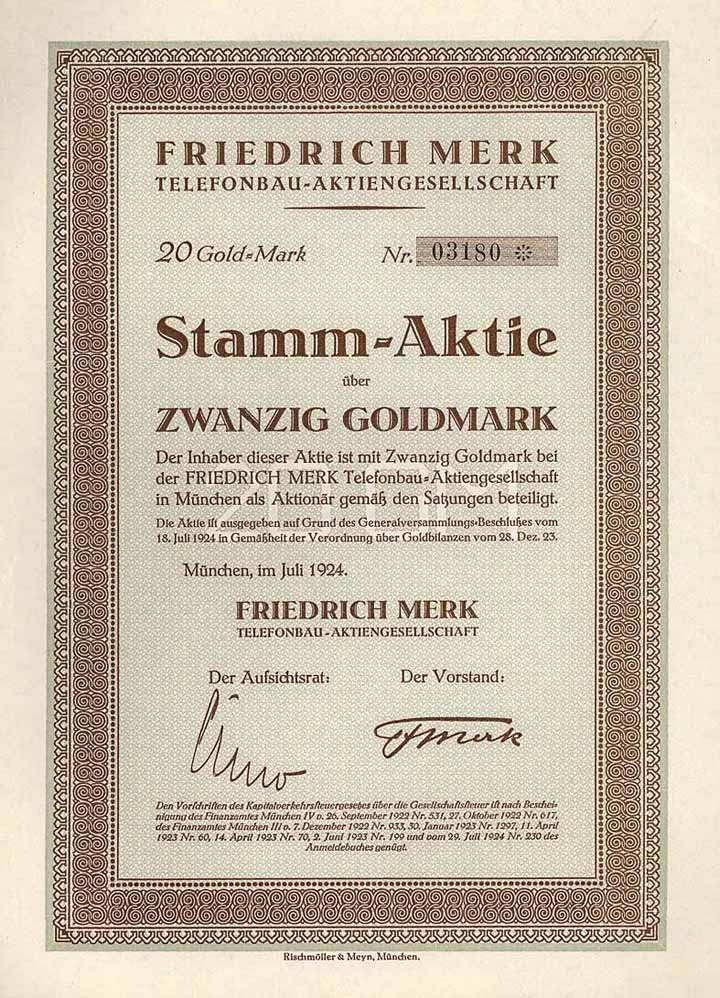 FRIEDRICH MERK
TELEFONBAU-AKTIENGESELLSCHAFT
20 Gold=Mark Nr. 03180 ✻
Stamm=Aktie
über
ZWANZIG GOLDMARK
Der Inhaber dieser Aktie ist mit Zwanzig Goldmark bei
der FRIEDRICH MERK Telefonbau=Aktiengesellschaft
in München als Aktionär gemäß den Satzungen beteiligt.
Die Aktie ist ausgegeben auf Grund des Generalversammlungs=Beschlußes vom
18. Juli 1924 in Gemäßheit der Verordnung über Goldbilanzen vom 28. Dez. 23.
München, im Juli 1924.
FRIEDRICH MERK
TELEFONBAU-AKTIENGESELLSCHAFT
Der Aufsichtsrat: Der Vorstand:
FMerk
Den Vorschriften des Kapitalverkehrsteuergesetzes über die Gesellschaftsteuer ist nach Beschei-
nigung des Finanzamtes München IV v. 26. September 1922 Nr. 531, 27. Oktober 1922 Nr. 617,
des Finanzamtes München III v. 7. Dezember 1922 Nr. 933, 30. Januar 1923 Nr. 1297, 11. April
1923 Nr. 60, 14. April 1923 Nr. 70, 2. Juni 1923 Nr. 199 und vom 29. Juli 1924 Nr. 230 des
Anmeldebuches genügt.
Rischmöller & Meyn, München.